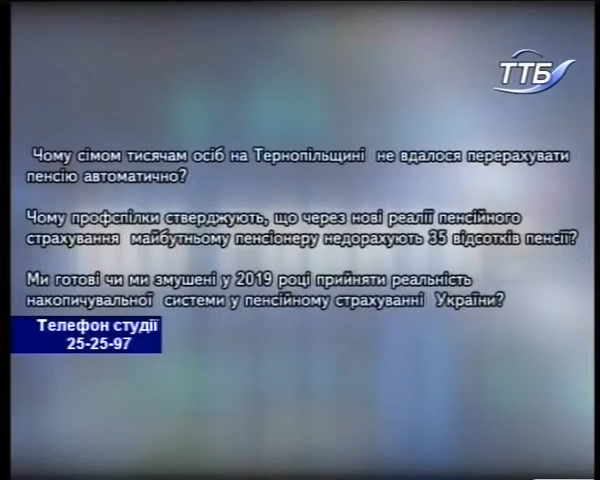 ТТБ
Чому сімом тисячам осіб на Тернопільщині не вдалося перерахувати
пенсію автоматично?
Чому профспілки стверджують, що через нові реалії пенсійного
страхування майбутньому пенсіонеру недорахують 35 відсотків пенсії?
Ми готові чи ми змушені у 2019 році прийняти реальність
накопичувальної системи у пенсійному страхуванні України?
Телефон студії
25-25-97